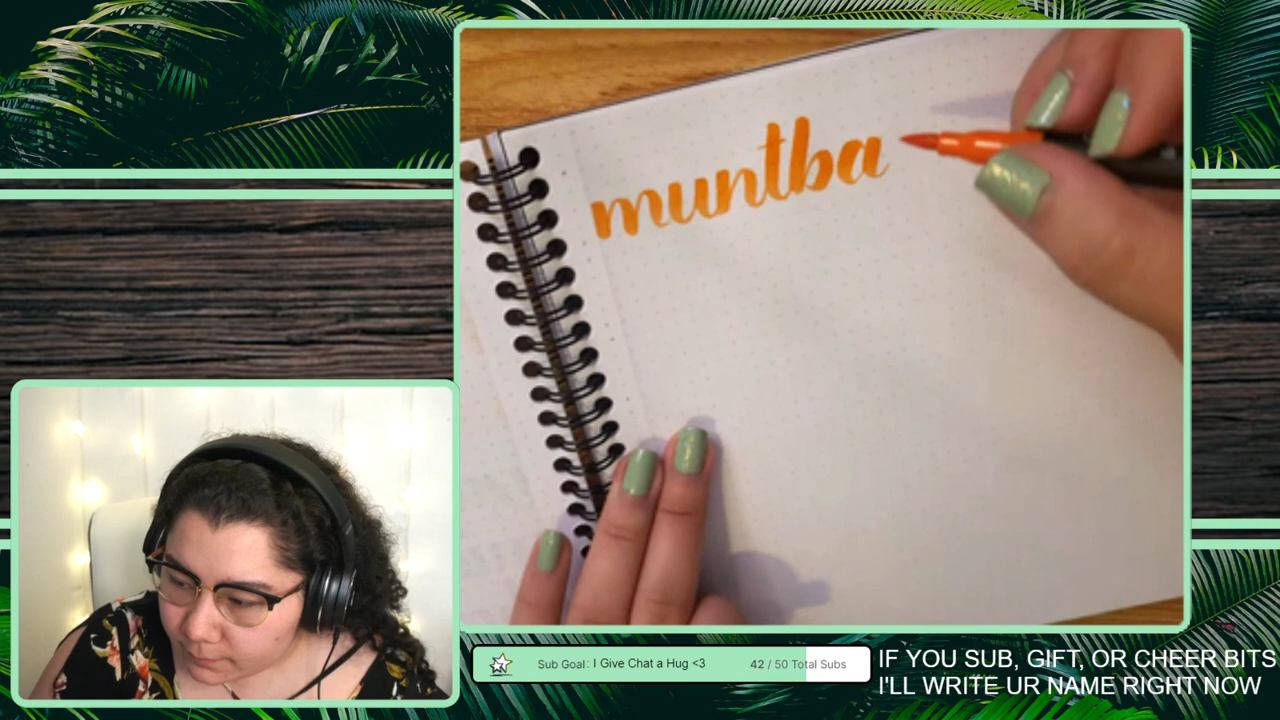 muntba
Sub Goal: I Give Chat a Hug <3 42 / 50 Total Subs
IF YOU SUB, GIFT, OR CHEER BITS
I'LL WRITE UR NAME RIGHT NOW